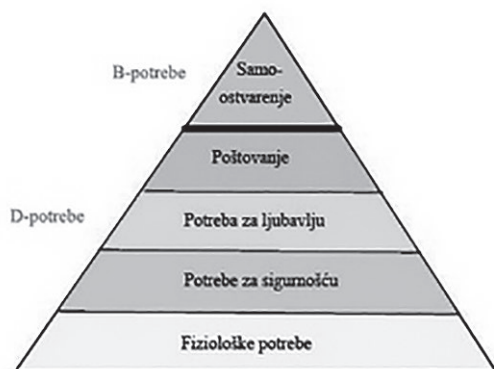 B-potrebe
Samo-
ostvarenje
Poštovanje
D-potrebe
Potreba za ljubavlju
Potrebe za sigurnošću
Fiziološke potrebe